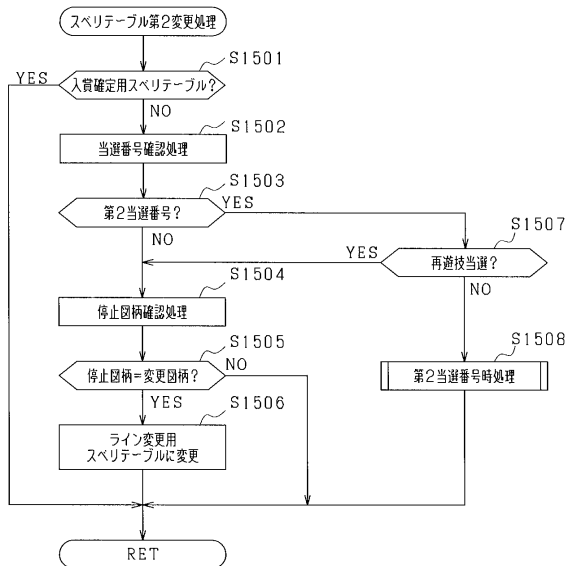 スベリテーブル第2変更処理
S1501
YES
入賞確定用スベリテーブル?
NO
S1502
当選番号確認処理
S1503
第2当選番号?
YES
NO
S1507
YES
再遊技当選?
NO
S1504
停止図柄確認処理
S1505
停止図柄=変更図柄?
NO
YES
S1508
第2当選番号時処理
S1506
ライン変更用
スベリテーブルに変更
RET